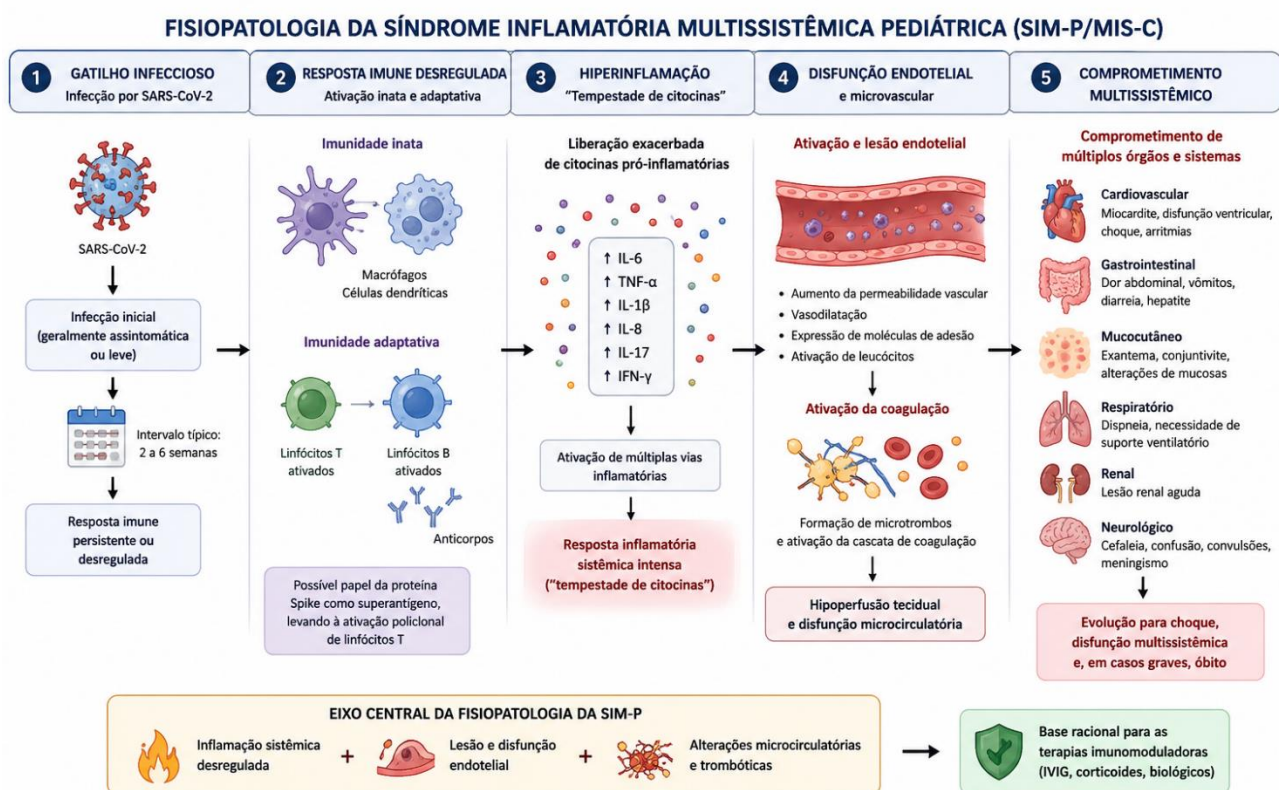 FISIOPATOLOGIA DA SÍNDROME INFLAMATÓRIA MULTISSISTÊMICA PEDIÁTRICA (SIM-P/MIS-C)
1
GATILHO INFECCIOSO
Infecção por SARS-CoV-2
SARS-CoV-2
Infecção inicial
(geralmente assintomática
ou leve)
Intervalo típico:
2 a 6 semanas
Resposta imune
persistente ou
desregulada
2
RESPOSTA IMUNE DESREGULADA
Ativação inata e adaptativa
Imunidade inata
Macrófagos
Células dendríticas
Imunidade adaptativa
Linfócitos T
ativados
Linfócitos B
ativados
Anticorpos
Possível papel da proteína
Spike como superantígeno,
levando à ativação policlonal
de linfócitos T
3
HIPERINFLAMAÇÃO
“Tempestade de citocinas”
Liberação exacerbada
de citocinas pró-inflamatórias
↑ IL-6
↑ TNF-α
↑ IL-1β
↑ IL-8
↑ IL-17
↑ IFN-γ
Ativação de múltiplas vias
inflamatórias
Resposta inflamatória
sistêmica intensa
(“tempestade de citocinas”)
4
DISFUNÇÃO ENDOTELIAL
e microvascular
Ativação e lesão endotelial
• Aumento da permeabilidade vascular
• Vasodilatação
• Expressão de moléculas de adesão
• Ativação de leucócitos
Ativação da coagulação
Formação de microtrombos
e ativação da cascata de coagulação
Hipoperfusão tecidual
e disfunção microcirculatória
5
COMPROMETIMENTO
MULTISSISTÊMICO
Comprometimento de
múltiplos órgãos e sistemas
Cardiovascular
Miocardite, disfunção ventricular,
choque, arritmias
Gastrointestinal
Dor abdominal, vômitos,
diarreia, hepatite
Mucocutâneo
Exantema, conjuntivite,
alterações de mucosas
Respiratório
Dispneia, necessidade de
suporte ventilatório
Renal
Lesão renal aguda
Neurológico
Cefaleia, confusão, convulsões,
meningismo
Evolução para choque,
disfunção multissistêmica
e, em casos graves, óbito
EIXO CENTRAL DA FISIOPATOLOGIA DA SIM-P
Inflamação sistêmica
desregulada
+
Lesão e disfunção
endotelial
+
Alterações microcirculatórias
e trombóticas
Base racional para as
terapias imunomoduladoras
(IVIG, corticoides, biológicos)